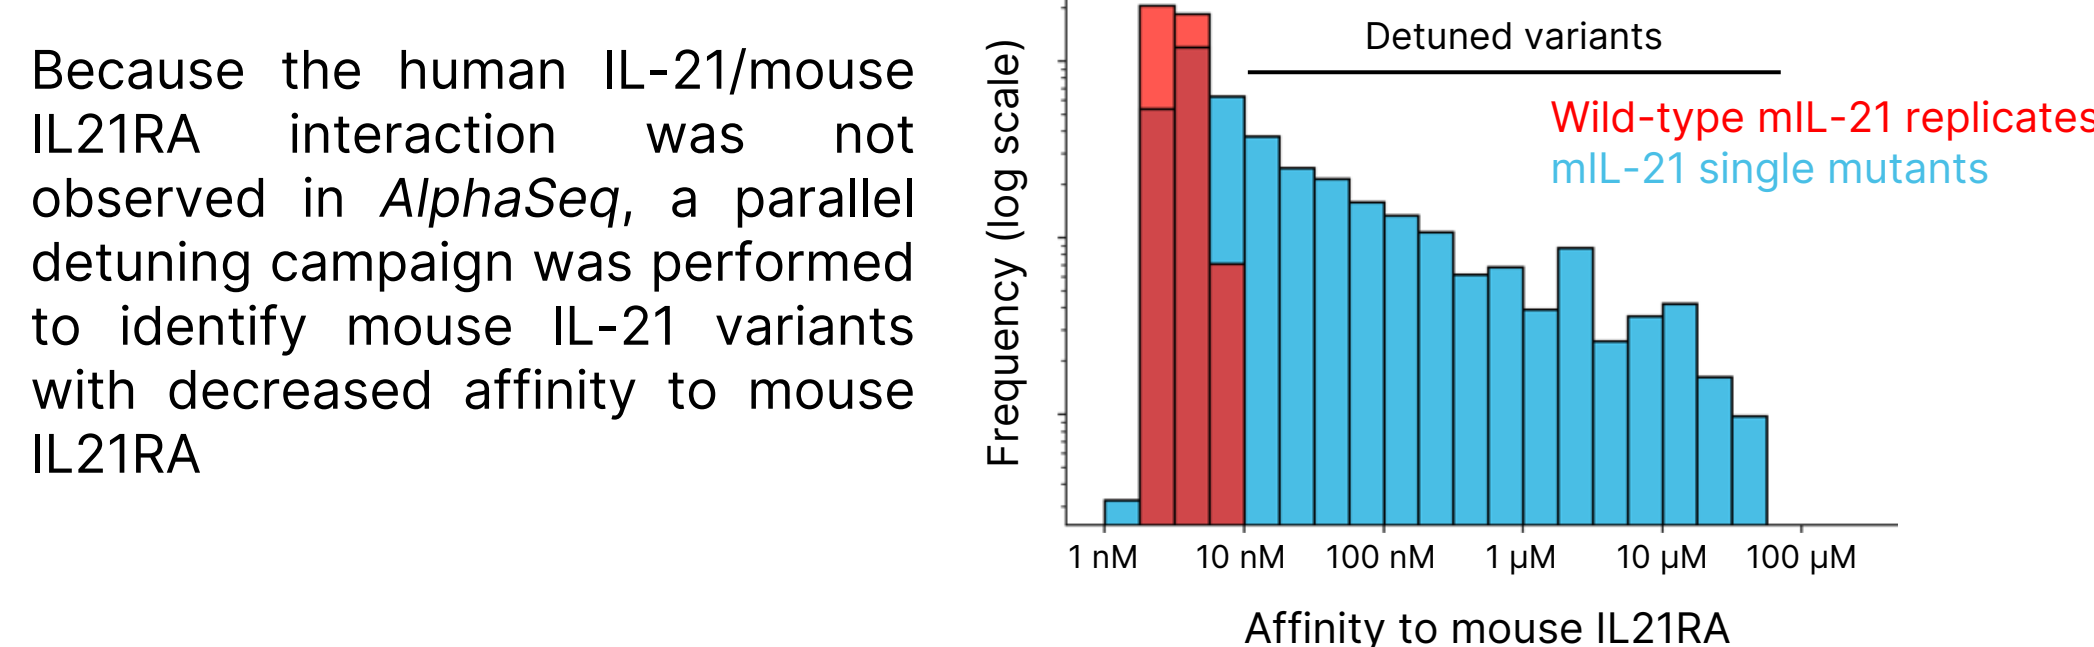 Because the human IL-21/mouse
IL21RA interaction was not
observed in AlphaSeq, a parallel
detuning campaign was performed
to identify mouse IL-21 variants
with decreased affinity to mouse
IL21RA
Frequency (log scale)
Detuned variants
Wild-type mIL-21 replicates
mIL-21 single mutants
1 nM 10 nM 100 nM 1 µM 10 µM 100 µM
Affinity to mouse IL21RA